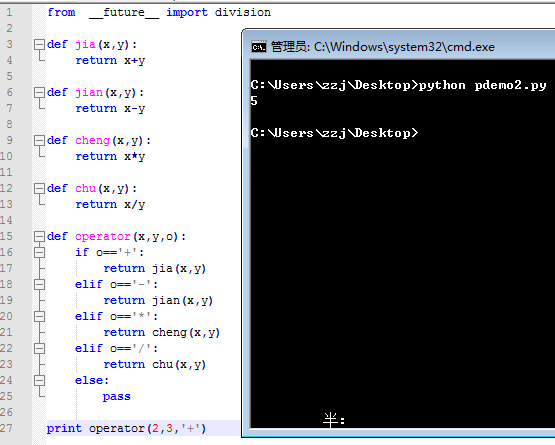 1 from __future__ import division
2
3 def jia(x,y):
4 return x+y
5
6 def jian(x,y):
7 return x-y
8
9 def cheng(x,y):
10 return x*y
11
12 def chu(x,y):
13 return x/y
14
15 def operator(x,y,o):
16 if o=='+':
17 return jia(x,y)
18 elif o=='-':
19 return jian(x,y)
20 elif o=='*':
21 return cheng(x,y)
22 elif o=='/':
23 return chu(x,y)
24 else:
25 pass
26
27 print operator(2,3,'+')
管理员: C:\Windows\system32\cmd.exe
C:\Users\zzj\Desktop>python pdemo2.py
5
C:\Users\zzj\Desktop>
半: